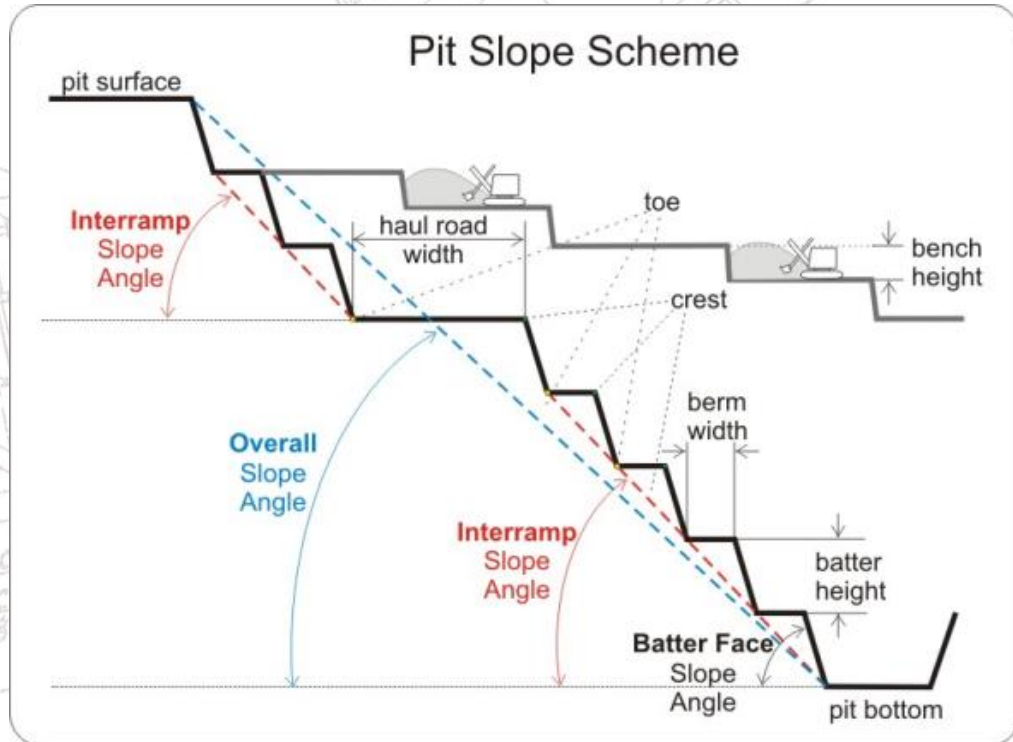 Pit Slope Scheme
pit surface
Interramp
Slope
Angle
haul road
width
toe
bench
height
crest
berm
width
Overall
Slope
Angle
Interramp
Slope
Angle
batter
height
Batter Face
Slope
Angle
pit bottom